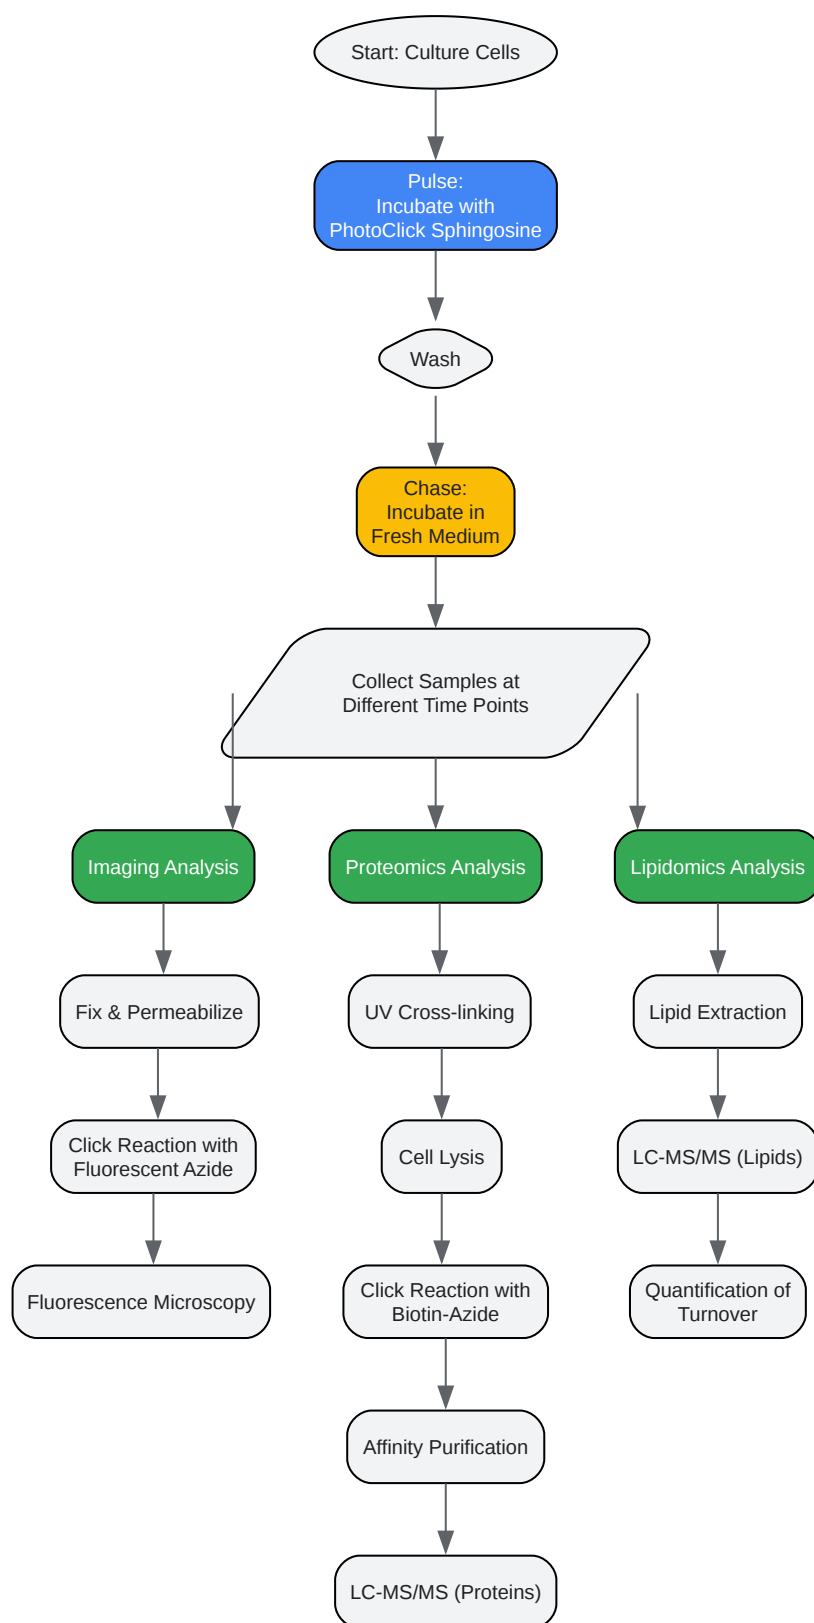 Start: Culture Cells
Pulse:
Incubate with
PhotoClick Sphingosine
Wash
Chase:
Incubate in
Fresh Medium
Collect Samples at
Different Time Points
Imaging Analysis
Proteomics Analysis
Lipidomics Analysis
Fix & Permeabilize
UV Cross-linking
Lipid Extraction
Click Reaction with
Fluorescent Azide
Cell Lysis
LC-MS/MS (Lipids)
Fluorescence Microscopy
Click Reaction with
Biotin-Azide
Quantification of
Turnover
Affinity Purification
LC-MS/MS (Proteins)